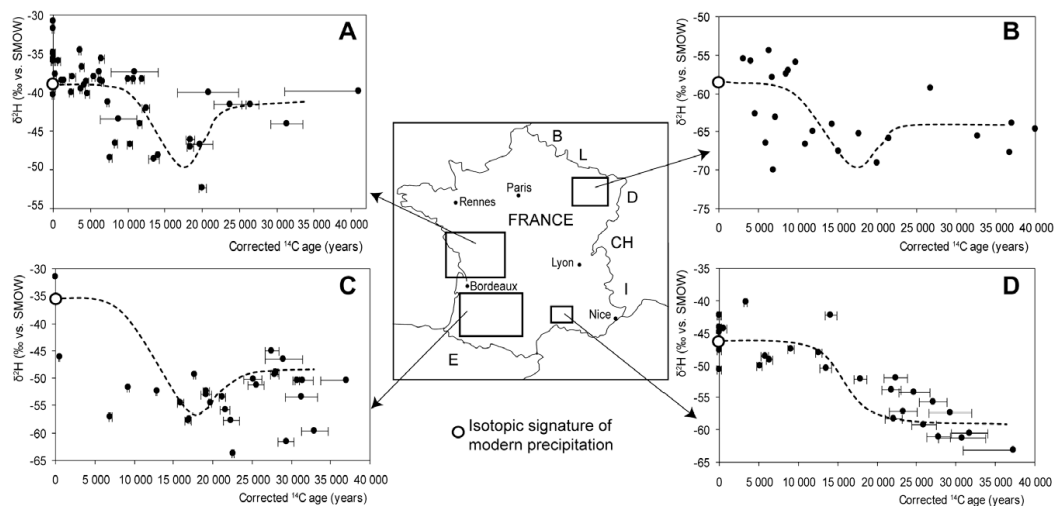 A
δ²H (‰ vs. SMOW)
-30
-35
-40
-45
-50
-55
0
5 000
10 000
15 000
20 000
25 000
30 000
35 000
40 000
Corrected ¹⁴C age (years)
B
δ²H (‰ vs. SMOW)
-50
-55
-60
-65
-70
-75
0
5 000
10 000
15 000
20 000
25 000
30 000
35 000
40 000
Corrected ¹⁴C age (years)
B
L
Paris
Rennes
D
FRANCE
CH
Lyon
I
Bordeaux
Nice
E
C
δ²H (‰ vs. SMOW)
-30
-35
-40
-45
-50
-55
-60
-65
0
5 000
10 000
15 000
20 000
25 000
30 000
35 000
40 000
Corrected ¹⁴C age (years)
Isotopic signature of
modern precipitation
D
δ²H (‰ vs. SMOW)
-35
-40
-45
-50
-55
-60
-65
0
5 000
10 000
15 000
20 000
25 000
30 000
35 000
40 000
Corrected ¹⁴C age (years)